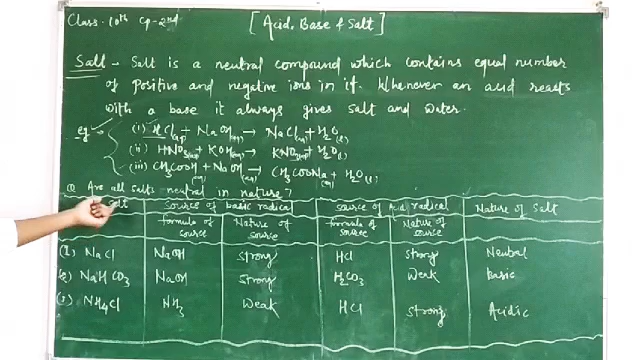 Class-10th Cp-2nd [Acid, Base & Salt]
Salt - Salt is a neutral compound which contains equal number
of positive and negative ions in it. Whenever an acid reacts
with a base it always gives salt and water.
eg (i) HCl(aq) + NaOH(aq) → NaCl(aq) + H2O(l)
(ii) HNO3(aq) + KOH(aq) → KNO3(aq) + H2O(l)
(iii) CH3COOH + NaOH(aq) → CH3COONa(aq) + H2O(l)
Q Are all salts neutral in nature?
Salt Source of basic radical Source of Acid radical Nature of Salt
formula of source Nature of source formula of source Nature of source
(1) NaCl NaOH Strong HCl Strong Neutral
(2) NaHCO3 NaOH Strong H2CO3 Weak Basic
(3) NH4Cl NH3 Weak HCl Strong Acidic